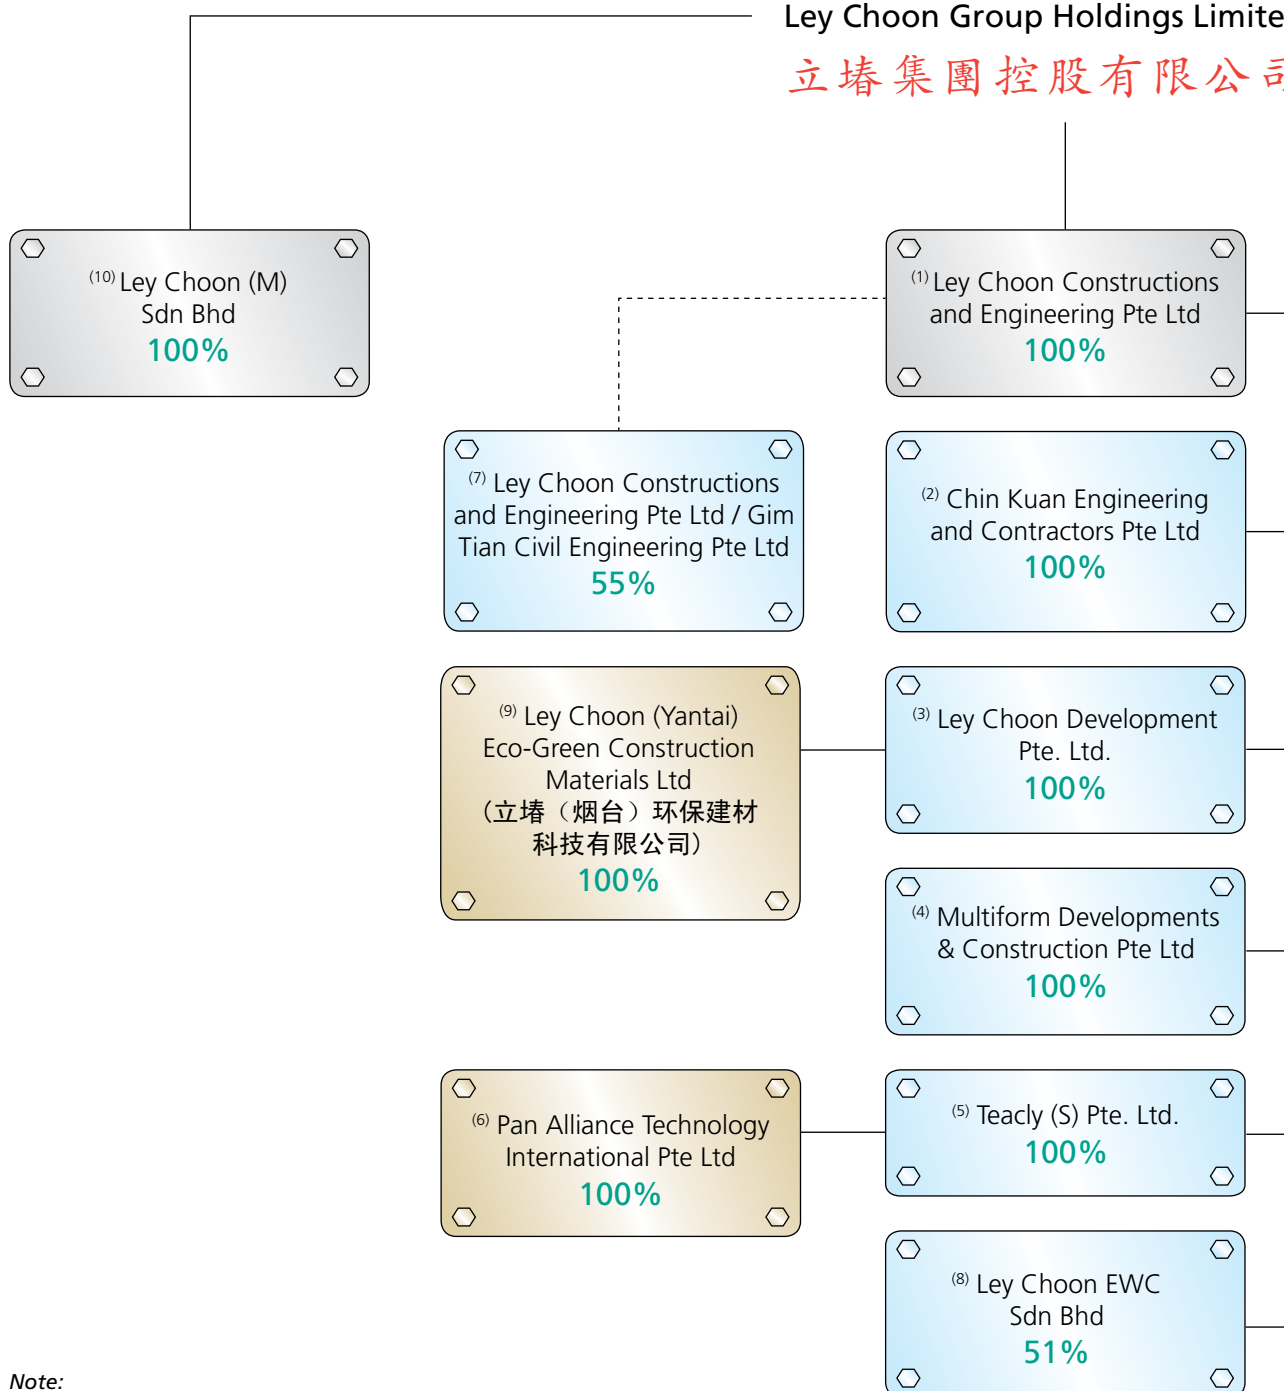 Ley Choon Group Holdings Limite
立堾集團控股有限公司
(10) Ley Choon (M)
Sdn Bhd
100%
(1) Ley Choon Constructions
and Engineering Pte Ltd
100%
(7) Ley Choon Constructions
and Engineering Pte Ltd / Gim
Tian Civil Engineering Pte Ltd
55%
(2) Chin Kuan Engineering
and Contractors Pte Ltd
100%
(9) Ley Choon (Yantai)
Eco-Green Construction
Materials Ltd
(立堾（烟台）环保建材
科技有限公司)
100%
(3) Ley Choon Development
Pte. Ltd.
100%
(4) Multiform Developments
& Construction Pte Ltd
100%
(6) Pan Alliance Technology
International Pte Ltd
100%
(5) Teacly (S) Pte. Ltd.
100%
(8) Ley Choon EWC
Sdn Bhd
51%
Note: